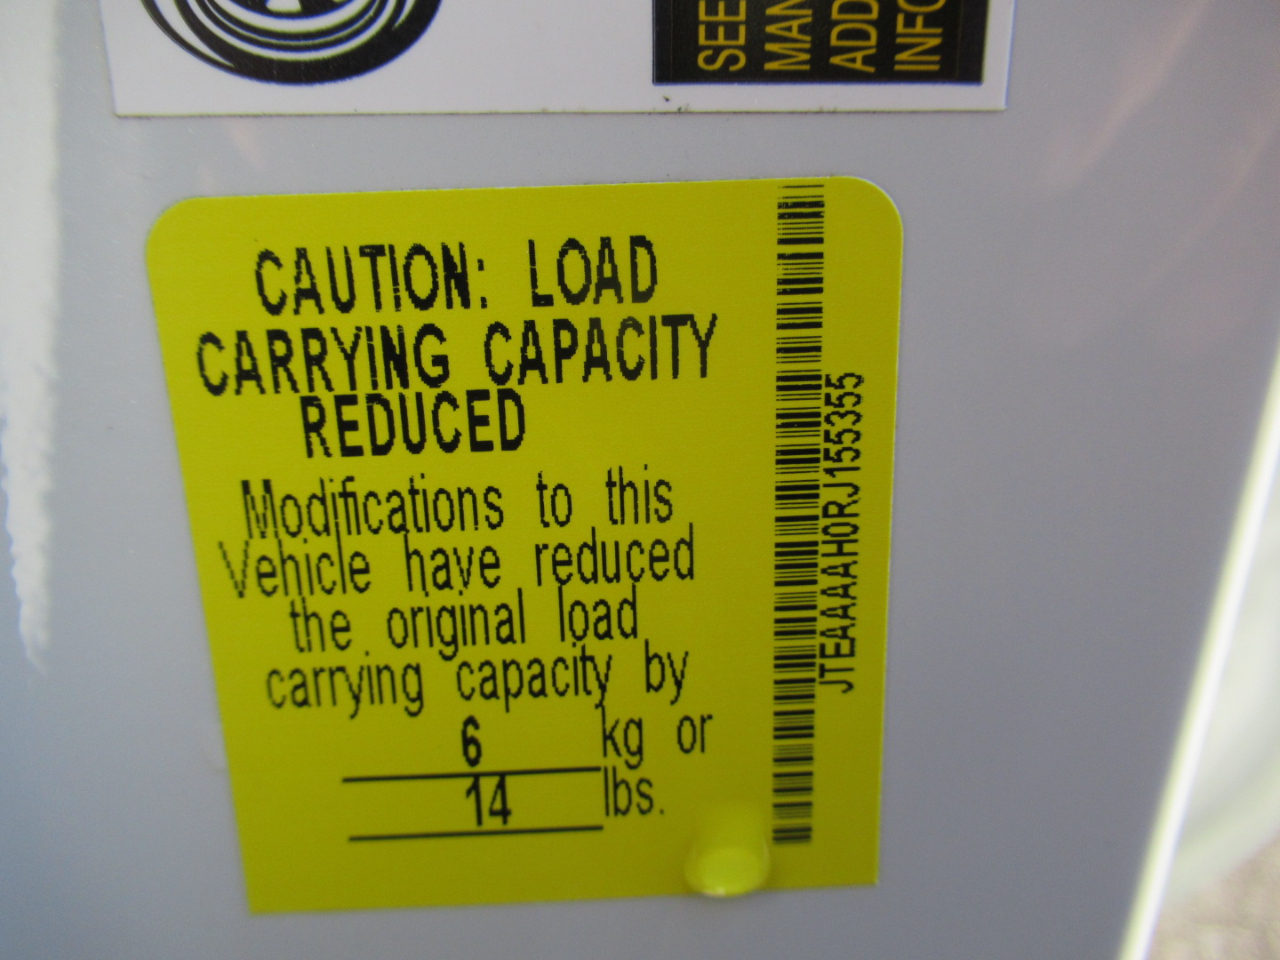 SEE
MAN
ADD
INFO
CAUTION: LOAD
CARRYING CAPACITY
REDUCED
Modifications to this
Vehicle have reduced
the original load
carrying capacity by
6 kg or
14 lbs.
JTEAAAAH0RJ155355